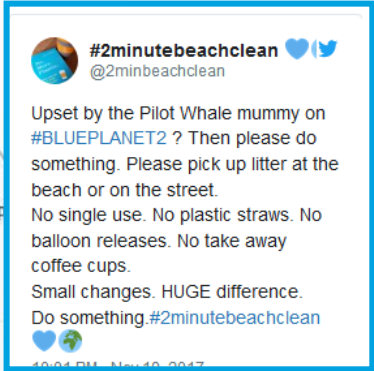 #2minutebeachclean 💙
@2minbeachclean
Upset by the Pilot Whale mummy on
#BLUEPLANET2 ? Then please do
something. Please pick up litter at the
beach or on the street.
No single use. No plastic straws. No
balloon releases. No take away
coffee cups.
Small changes. HUGE difference.
Do something.#2minutebeachclean
💙🌍